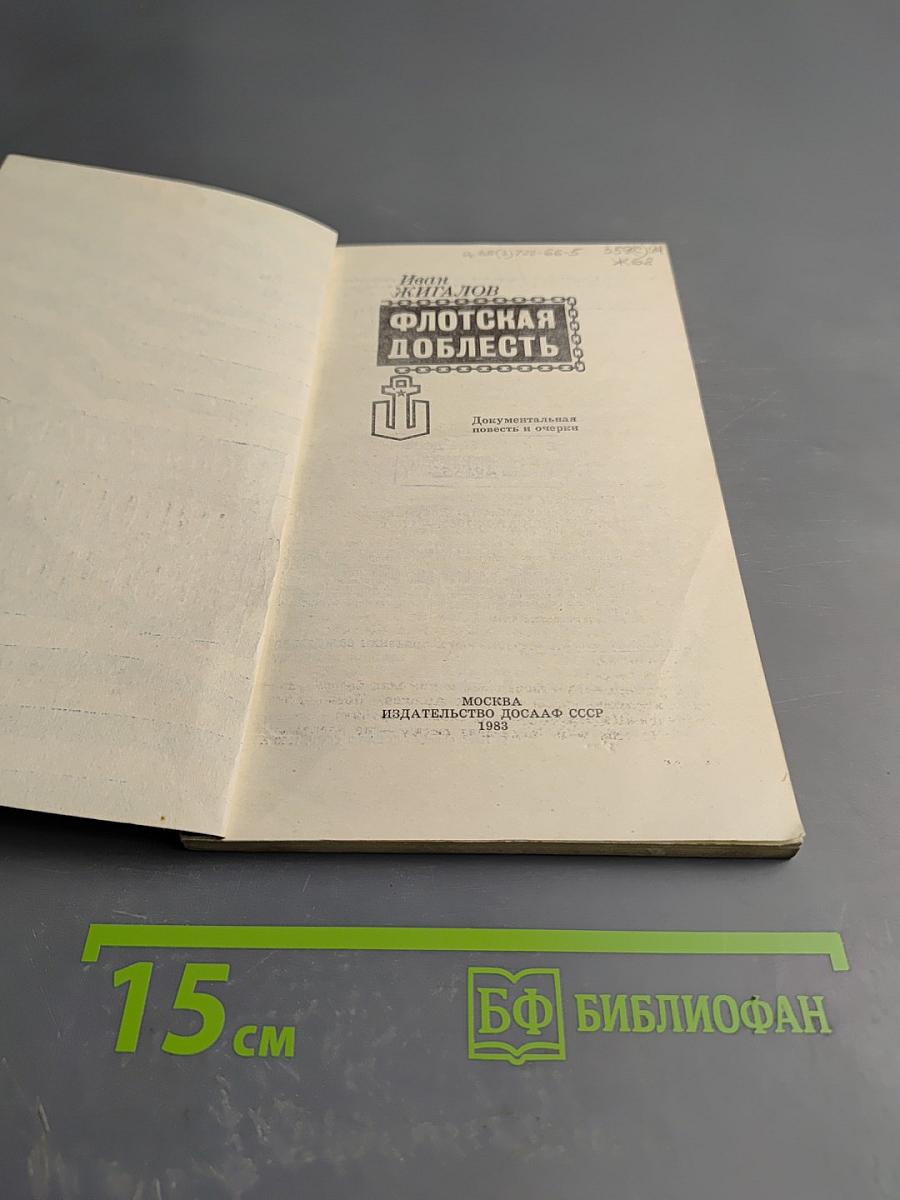 Иван
ЖИГАЛОВ
ФЛОТСКАЯ
ДОБЛЕСТЬ
Документальная
повесть и очерки
МОСКВА
ИЗДАТЕЛЬСТВО ДОСААФ СССР
1983
15 см
БФ БИБЛИОФАН